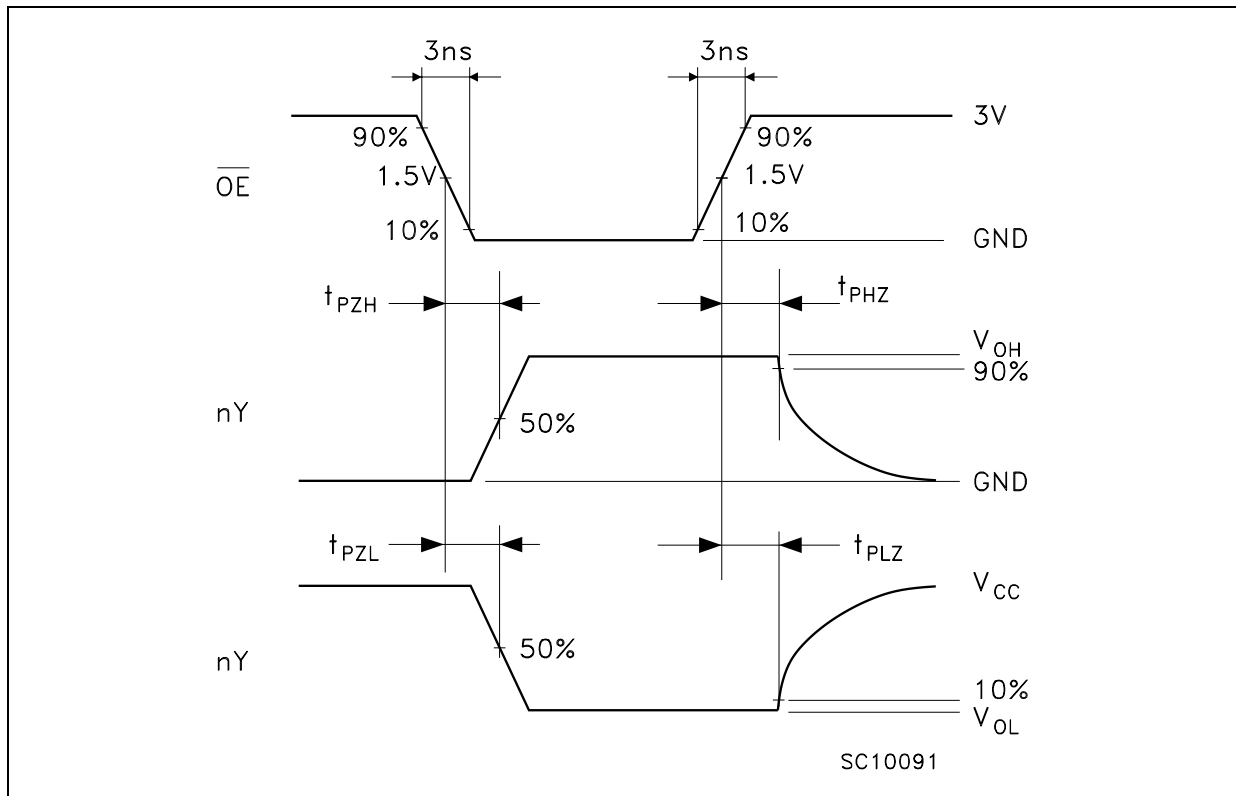 3ns 3ns
3V
90% 90%
O̅E̅ 1.5V 1.5V
10% 10%
GND
tPZH tPHZ
VOH
90%
nY 50%
GND
tPZL tPLZ
VCC
50%
nY
10%
VOL
SC10091